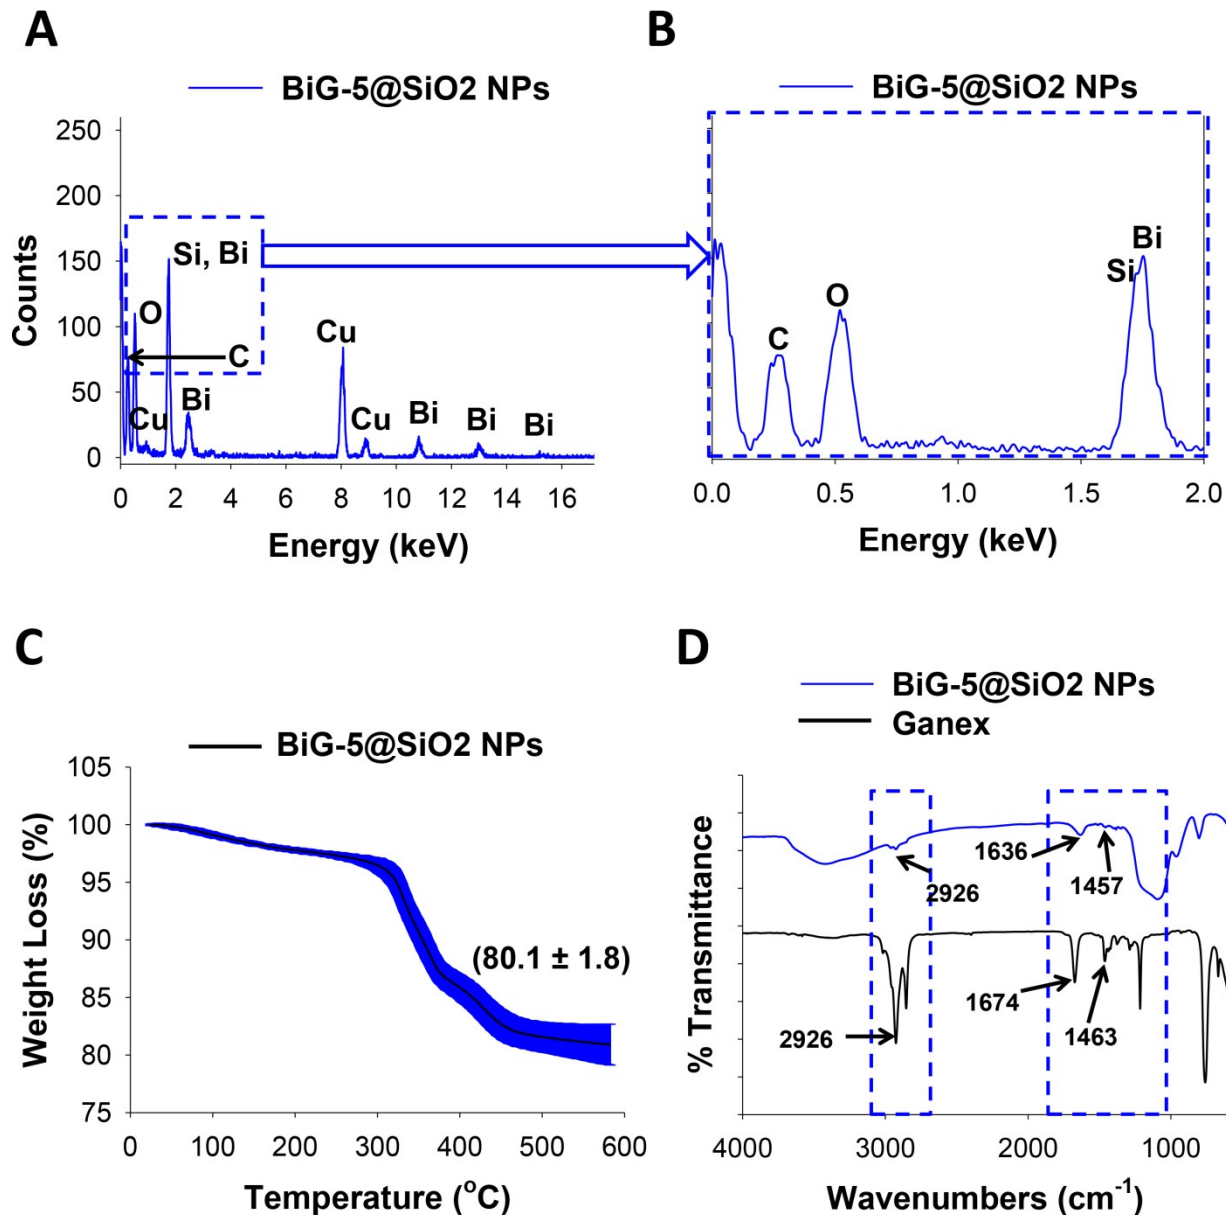 A
BiG-5@SiO2 NPs
250
200
150
100
50
0
Counts
Si, Bi
O
C
Cu
Bi
Cu
Cu
Bi
Bi
Bi
0 2 4 6 8 10 12 14 16
Energy (keV)
B
BiG-5@SiO2 NPs
Bi
Si
O
C
0.0 0.5 1.0 1.5 2.0
Energy (keV)
C
BiG-5@SiO2 NPs
105
100
95
90
85
80
75
Weight Loss (%)
(80.1 ± 1.8)
0 100 200 300 400 500 600
Temperature (°C)
D
BiG-5@SiO2 NPs
Ganex
% Transmittance
1636
1457
2926
1674
1463
2926
4000 3000 2000 1000
Wavenumbers (cm⁻¹)